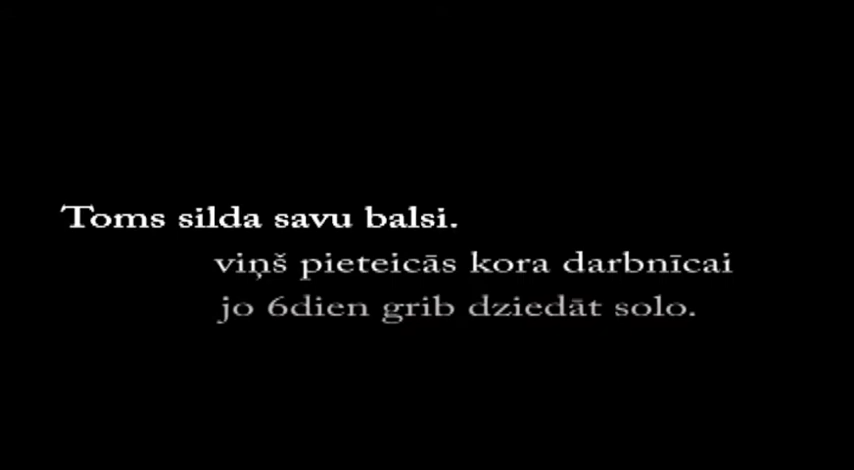 Toms silda savu balsi.
viņš pieteicās kora darbnīcai
jo 6dien grib dziedāt solo.